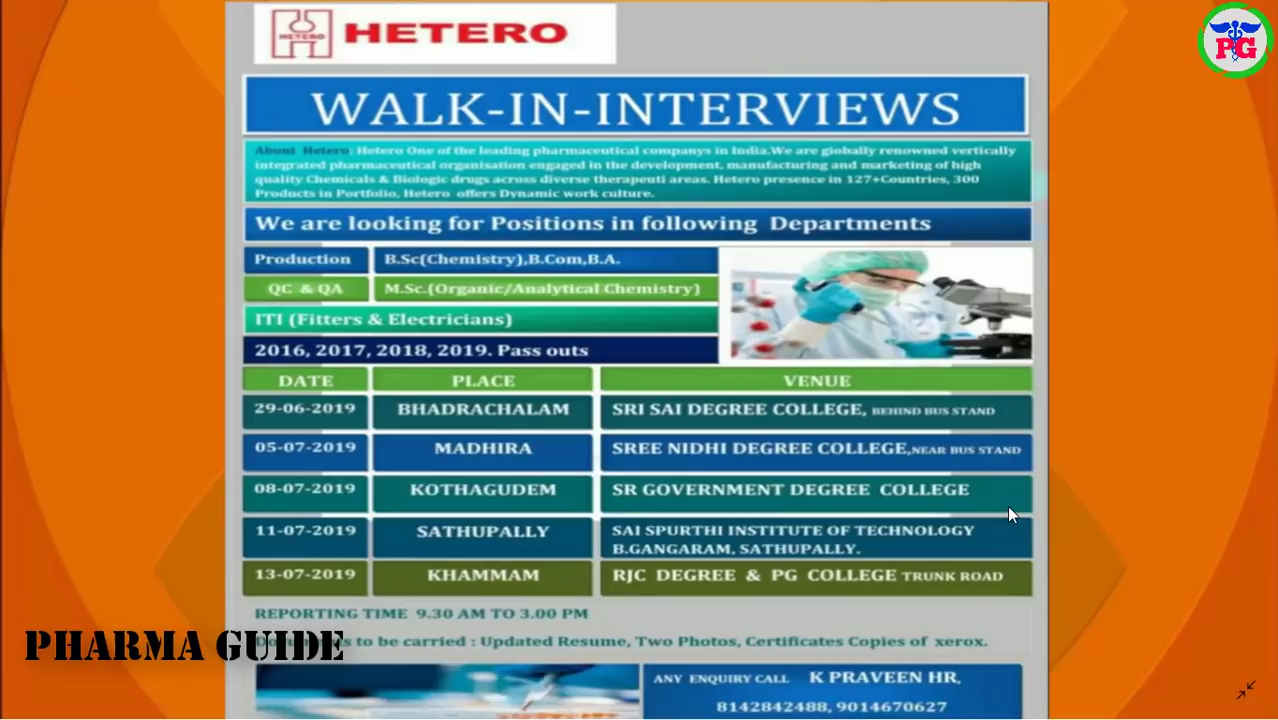 HETERO
HETERO
PG
WALK-IN-INTERVIEWS
About Hetero: Hetero One of the leading pharmaceutical companys in India.We are globally renowned vertically
integrated pharmaceutical organisation engaged in the development, manufacturing and marketing of high
quality Chemicals & Biologic drugs across diverse therapeuti areas. Hetero presence in 127+Countries, 300
Products in Portfolio, Hetero offers Dynamic work culture.
We are looking for Positions in following Departments
Production B.Sc(Chemistry),B.Com,B.A.
QC & QA M.Sc.(Organic/Analytical Chemistry)
ITI (Fitters & Electricians)
2016, 2017, 2018, 2019. Pass outs
DATE PLACE VENUE
29-06-2019 BHADRACHALAM SRI SAI DEGREE COLLEGE, BEHIND BUS STAND
05-07-2019 MADHIRA SREE NIDHI DEGREE COLLEGE,NEAR BUS STAND
08-07-2019 KOTHAGUDEM SR GOVERNMENT DEGREE COLLEGE
11-07-2019 SATHUPALLY SAI SPURTHI INSTITUTE OF TECHNOLOGY
B.GANGARAM, SATHUPALLY.
13-07-2019 KHAMMAM RJC DEGREE & PG COLLEGE TRUNK ROAD
REPORTING TIME 9.30 AM TO 3.00 PM
to be carried : Updated Resume, Two Photos, Certificates Copies of xerox.
PHARMA GUIDE
ANY ENQUIRY CALL K PRAVEEN HR,
8142842488, 9014670627